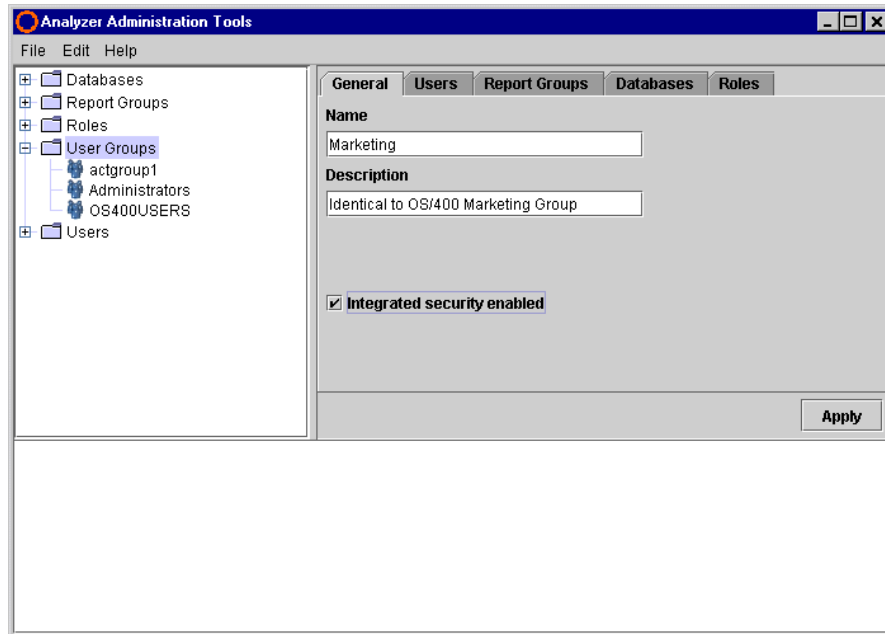 Analyzer Administration Tools
File Edit Help
Databases
Report Groups
Roles
User Groups
actgroup1
Administrators
OS400USERS
Users
General Users Report Groups Databases Roles
Name
Marketing
Description
Identical to OS/400 Marketing Group
Integrated security enabled
Apply